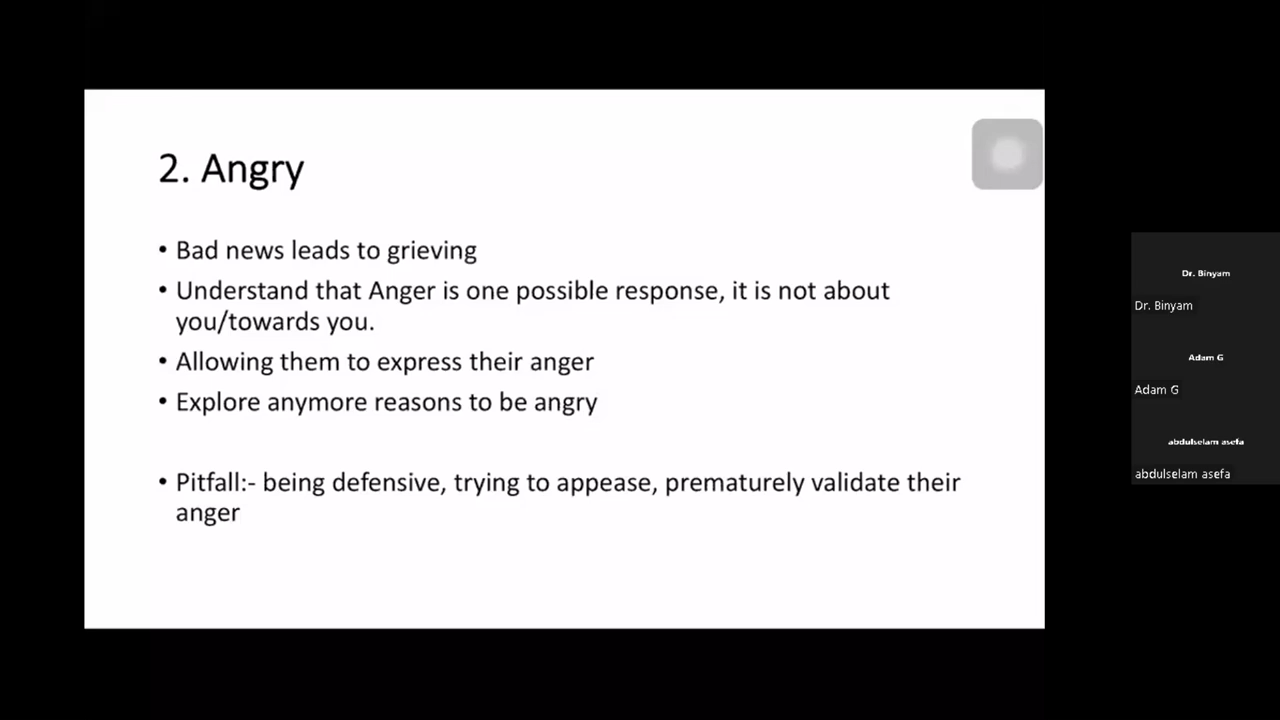 2. Angry
• Bad news leads to grieving
• Understand that Anger is one possible response, it is not about
you/towards you.
• Allowing them to express their anger
• Explore anymore reasons to be angry
• Pitfall:- being defensive, trying to appease, prematurely validate their
anger
Dr. Binyam
Dr. Binyam
Adam G
Adam G
abdulselam asefa
abdulselam asefa